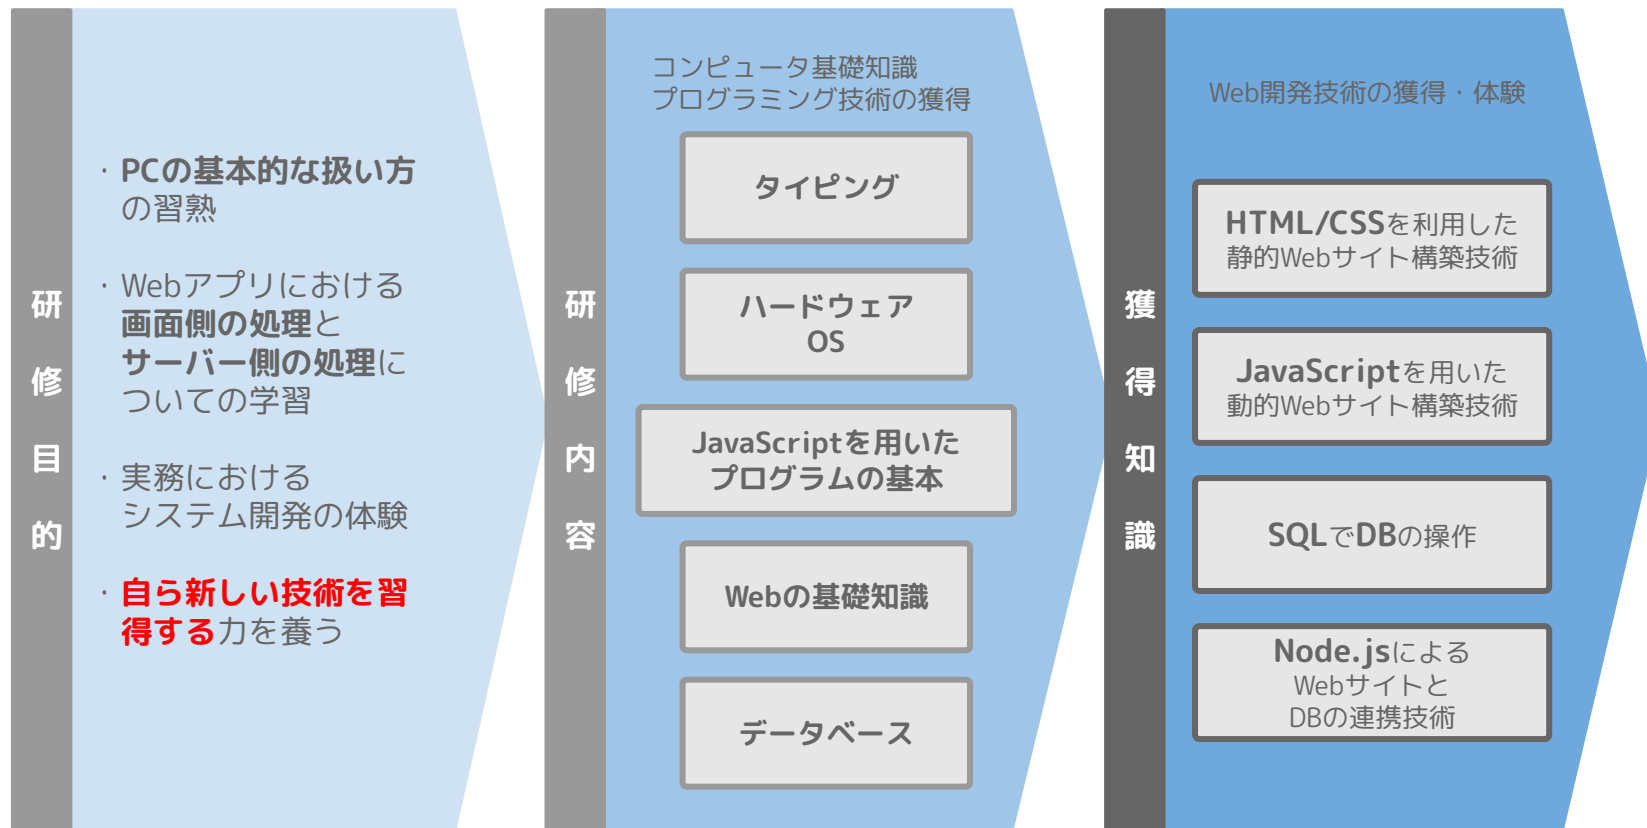 研修目的
・PCの基本的な扱い方
の習熟
・Webアプリにおける
画面側の処理と
サーバー側の処理に
ついての学習
・実務における
システム開発の体験
・自ら新しい技術を習
得する力を養う
研修内容
コンピュータ基礎知識
プログラミング技術の獲得
タイピング
ハードウェア
OS
JavaScriptを用いた
プログラムの基本
Webの基礎知識
データベース
獲得知識
Web開発技術の獲得・体験
HTML/CSSを利用した
静的Webサイト構築技術
JavaScriptを用いた
動的Webサイト構築技術
SQLでDBの操作
Node.jsによる
Webサイトと
DBの連携技術